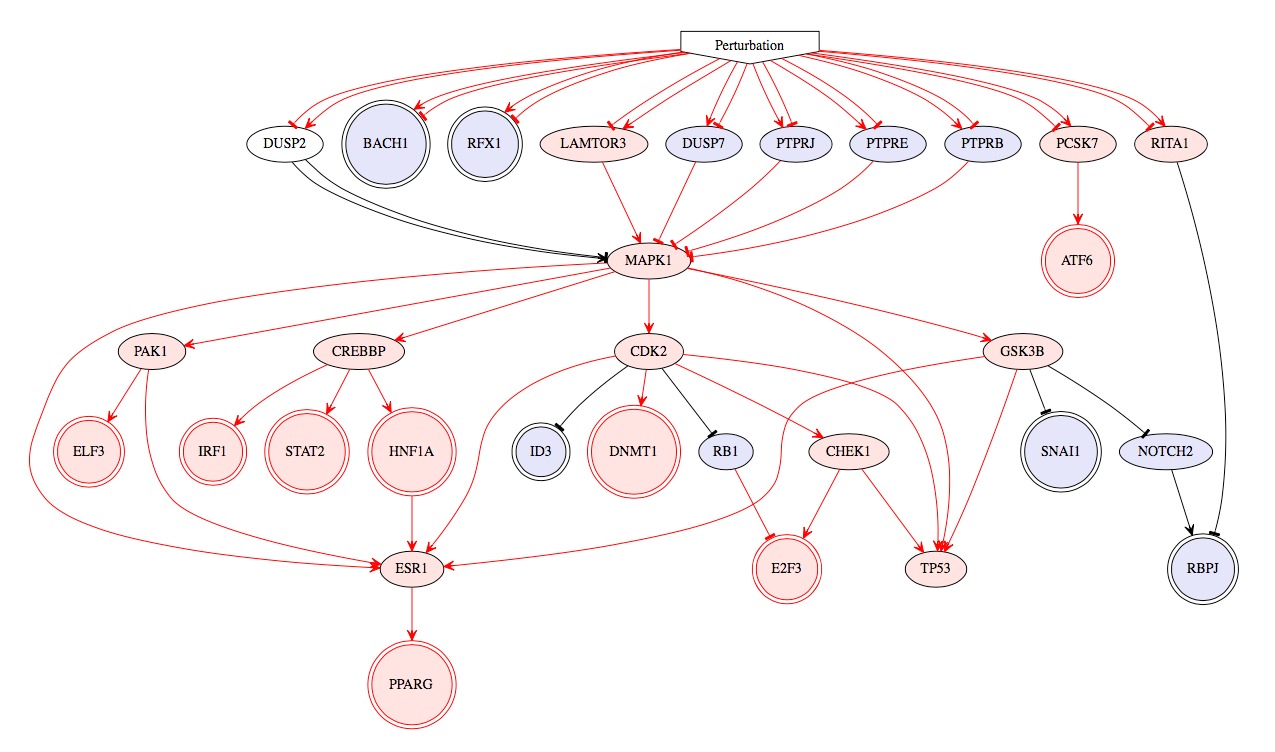 Perturbation
DUSP2 BACH1 RFX1 LAMTOR3 DUSP7 PTPRJ PTPRE PTPRB PCSK7 RITA1
MAPK1 ATF6
PAK1 CREBBP CDK2 GSK3B
ELF3 IRF1 STAT2 HNF1A ID3 DNMT1 RB1 CHEK1 SNAI1 NOTCH2
ESR1 E2F3 TP53 RBPJ
PPARG